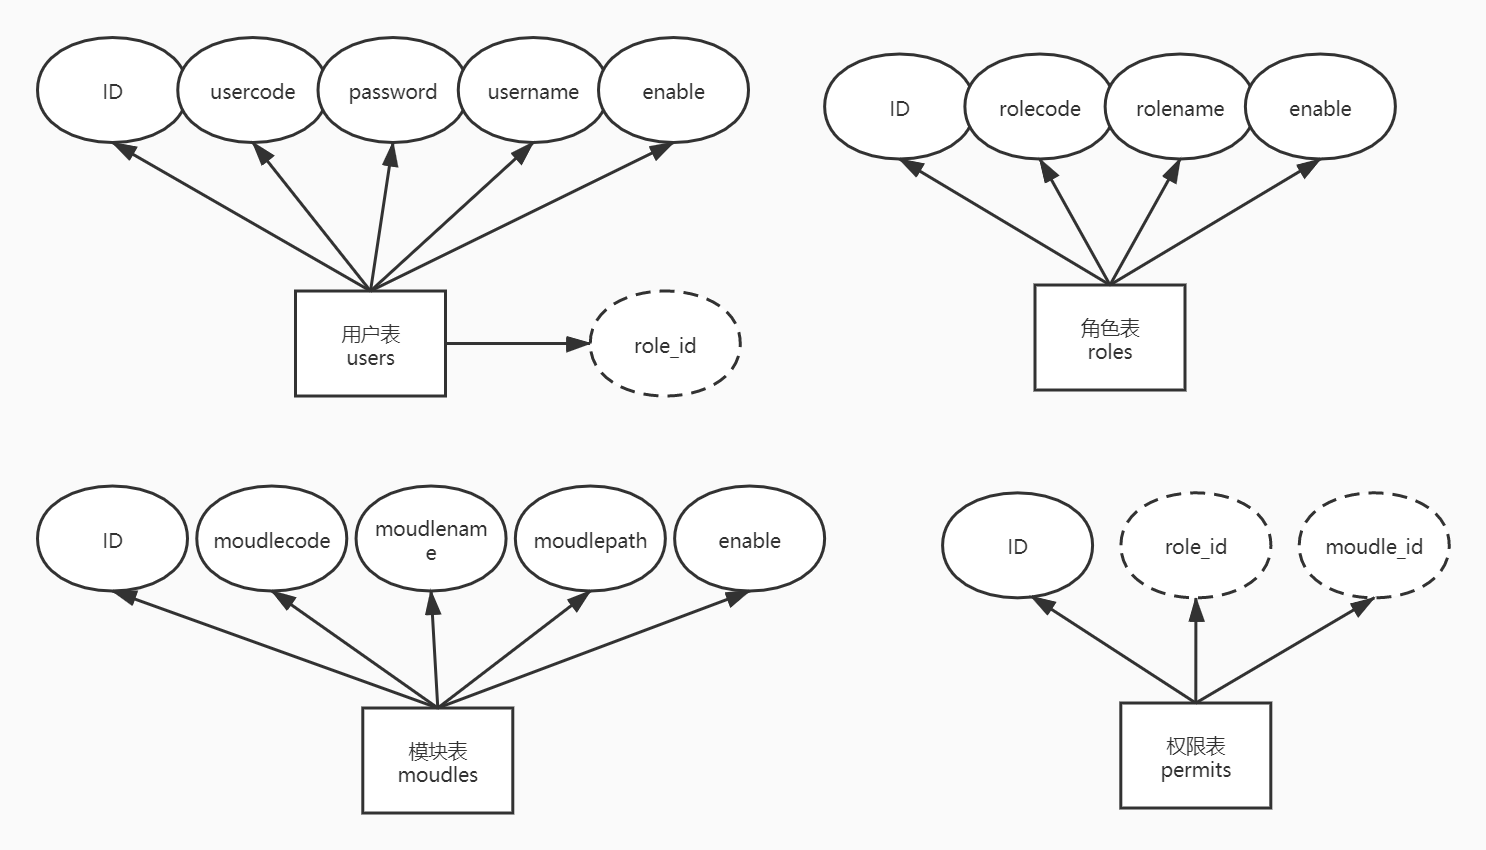 ID
usercode
password
username
enable
用户表
users
role_id
ID
rolecode
rolename
enable
角色表
roles
ID
moudlecode
moudlenam
e
moudlepath
enable
模块表
moudles
ID
role_id
moudle_id
权限表
permits